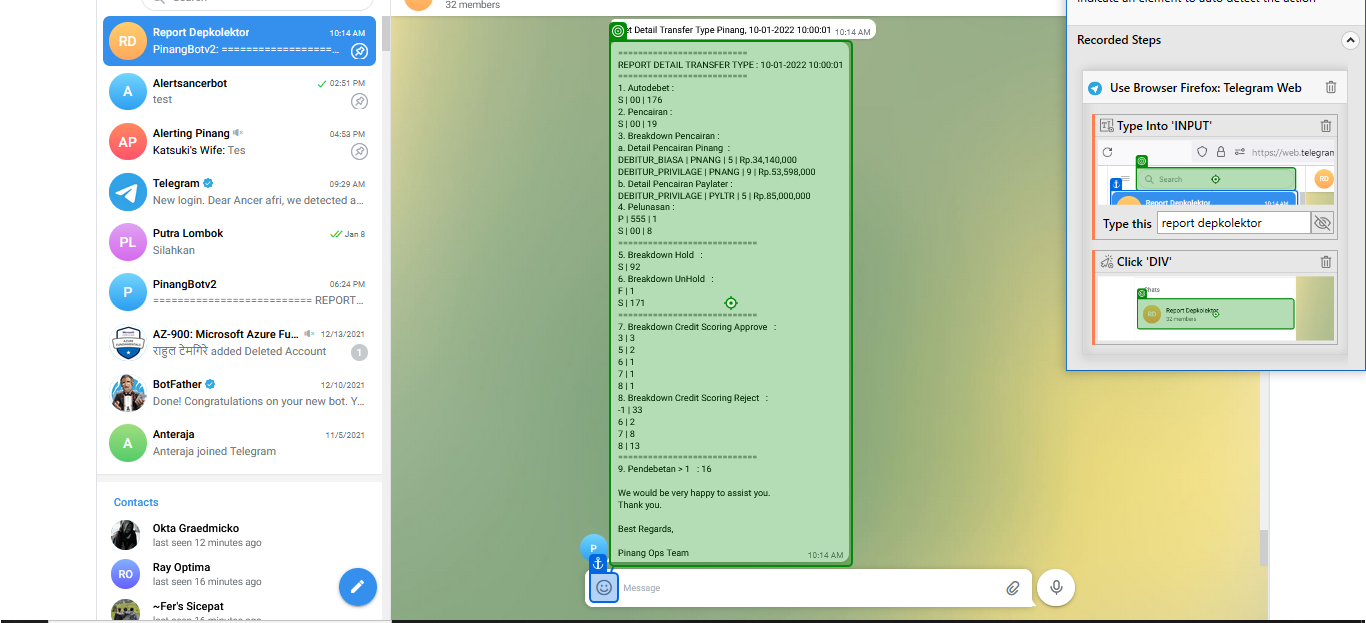 Search
Report Depkolektor 10:14 AM
PinangBotv2: ===================...
A
Alertsancerbot 02:51 PM
test
AP
Alerting Pinang 04:53 PM
Katsuki's Wife: Tes
Telegram 09:29 AM
New login. Dear Ancer afri, we detected a...
PL
Putra Lombok Jan 8
Silahkan
P
PinangBotv2 06:24 PM
========================== REPORT...
AZ-900: Microsoft Azure Fu... 12/13/2021
राहुल टेमगिरे added Deleted Account 1
BotFather 12/10/2021
Done! Congratulations on your new bot. Y...
A
Anteraja 11/5/2021
Anteraja joined Telegram
Contacts
Okta Graedmicko
last seen 12 minutes ago
RO
Ray Optima
last seen 16 minutes ago
~Fer's Sicepat
last seen 16 minutes ago
RD
32 members
et Detail Transfer Type Pinang, 10-01-2022 10:00:01 10:14 AM
==========================
REPORT DETAIL TRANSFER TYPE : 10-01-2022 10:00:01
==========================
1. Autodebet :
S | 00 | 176
2. Pencairan :
S | 00 | 19
3. Breakdown Pencairan :
a. Detail Pencairan Pinang :
DEBITUR_BIASA | PNANG | 5 | Rp.34,140,000
DEBITUR_PRIVILAGE | PNANG | 9 | Rp.53,598,000
b. Detail Pencairan Paylater :
DEBITUR_PRIVILAGE | PYLTR | 5 | Rp.85,000,000
4. Pelunasan :
P | 555 | 1
S | 00 | 8
============================
5. Breakdown Hold :
S | 92
6. Breakdown UnHold :
F | 1
S | 171
============================
7. Breakdown Credit Scoring Approve :
3 | 3
5 | 2
6 | 1
7 | 1
8 | 1
8. Breakdown Credit Scoring Reject :
-1 | 33
6 | 2
7 | 8
8 | 13
============================
9. Pendebetan > 1 : 16
We would be very happy to assist you.
Thank you.
Best Regards,
Pinang Ops Team 10:14 AM
P
Message
Indicate an element to auto detect the action
Recorded Steps
Use Browser Firefox: Telegram Web
Type Into 'INPUT'
https://web.telegran
Search
RD
Report Depkolektor 10:14 AM
Type this report depkolektor
Click 'DIV'
Chats
RD
Report Depkolektor
32 members